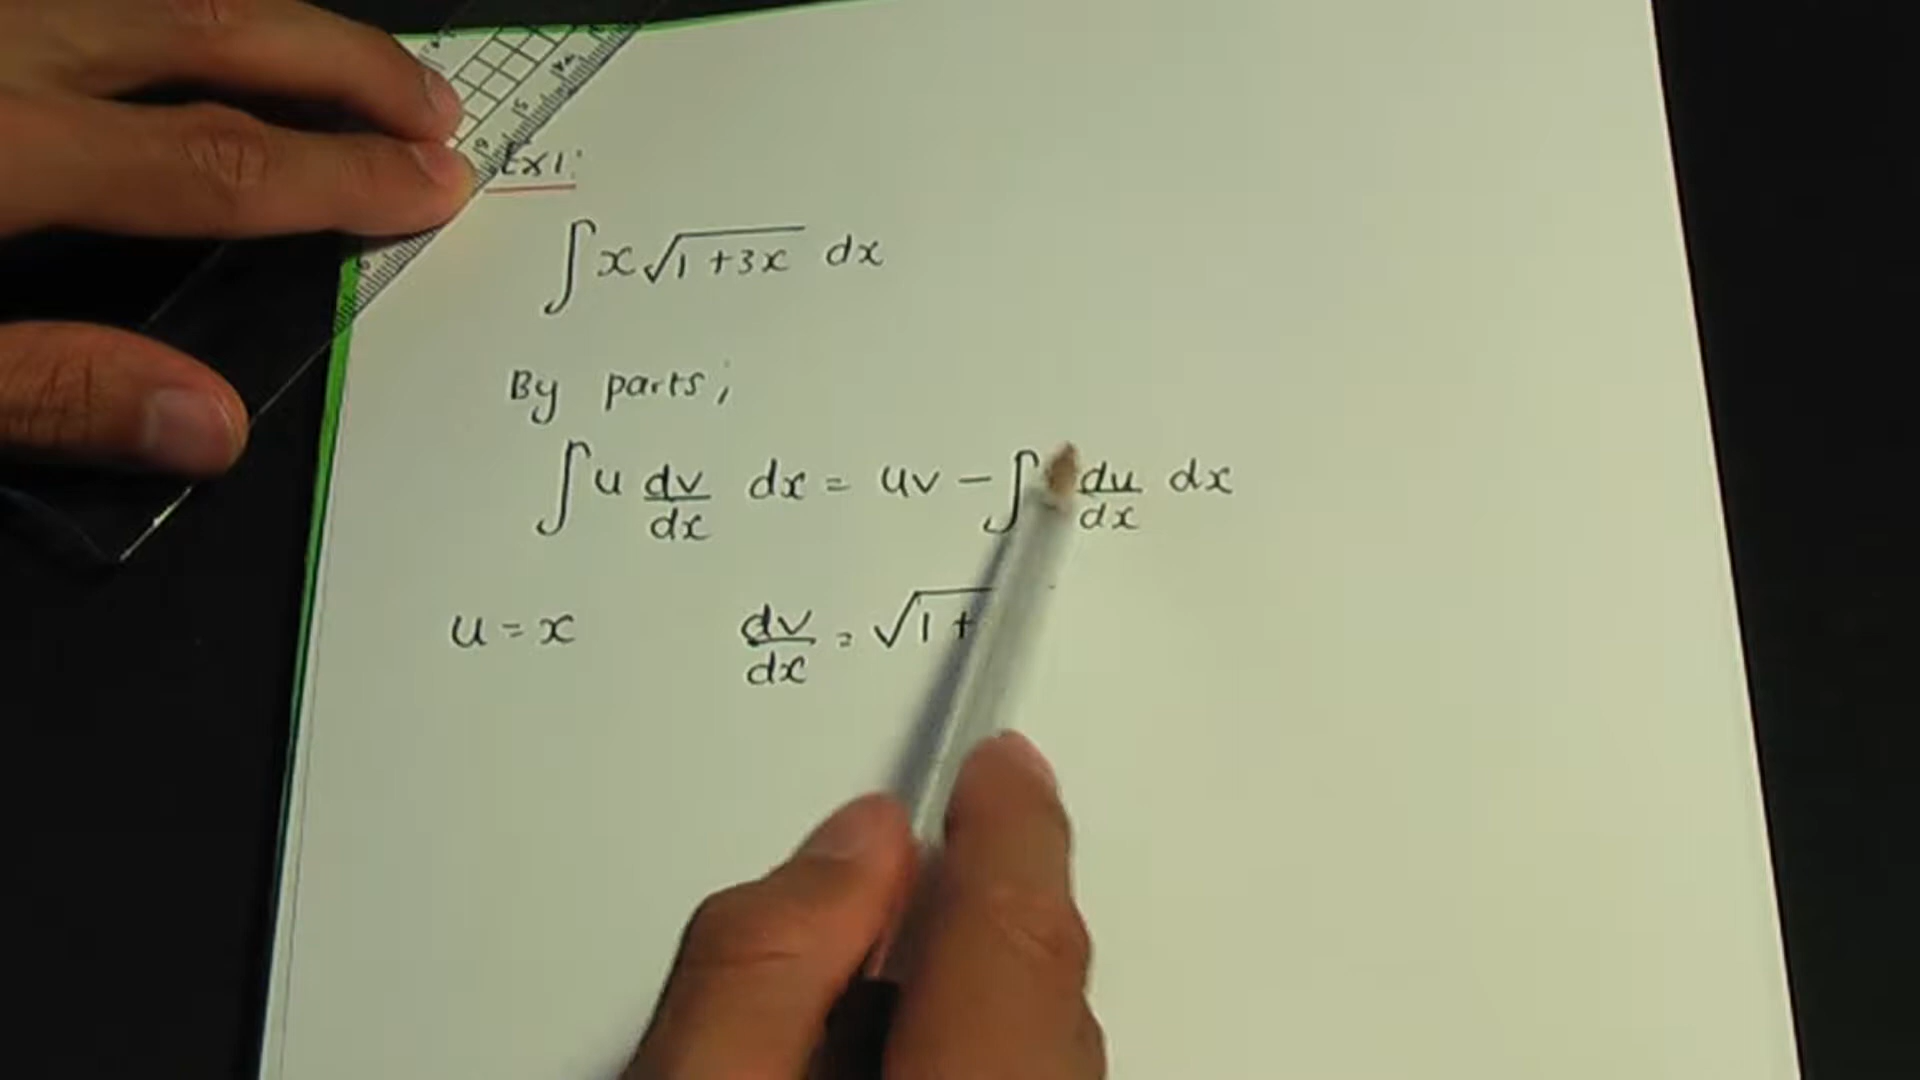 Ex1:
∫ x√(1+3x) dx
By parts;
∫ u dv/dx dx = uv − ∫ du/dx dx
u = x dv/dx = √1+